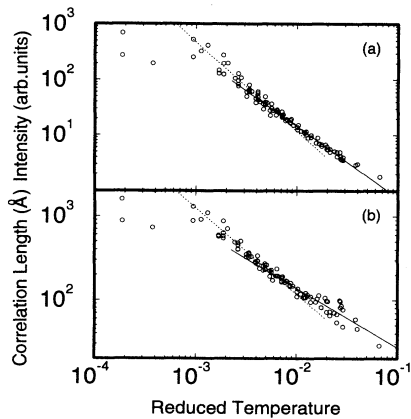 10³
(a)
10²
10¹
10³
(b)
10²
10⁻⁴ 10⁻³ 10⁻² 10⁻¹
Correlation Length (Å) Intensity (arb.units)
Reduced Temperature